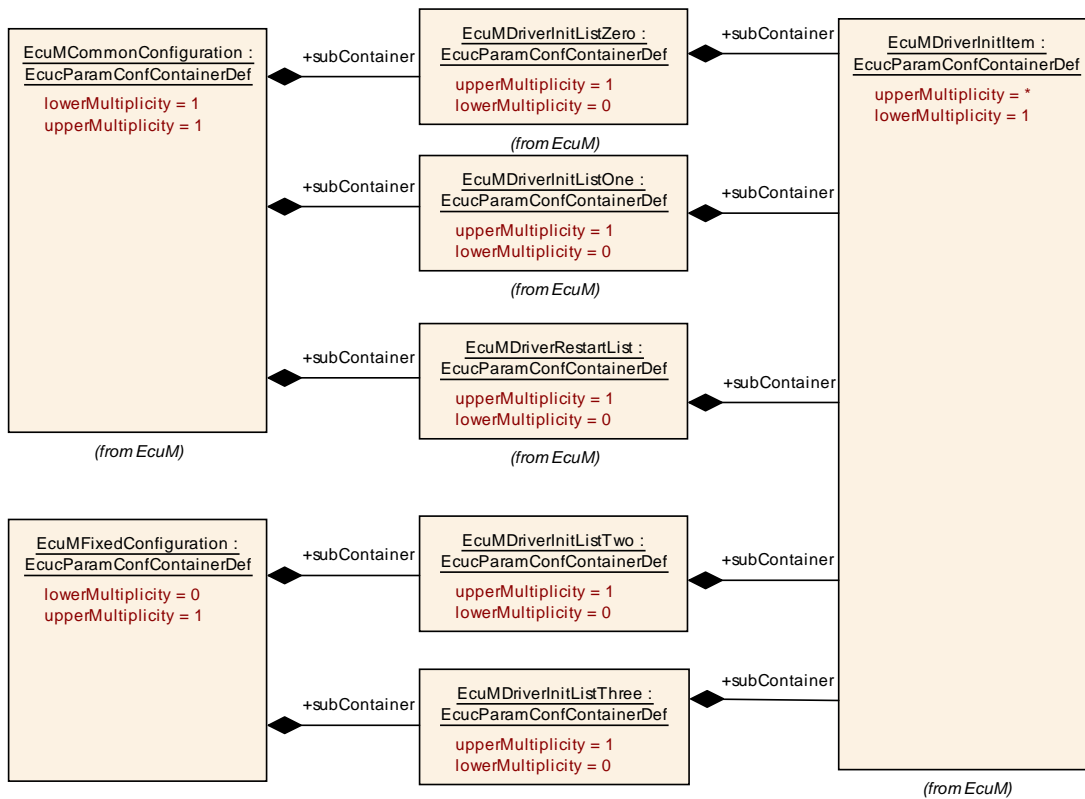 EcuMCommonConfiguration :
EcucParamConfContainerDef
lowerMultiplicity = 1
upperMultiplicity = 1
(from EcuM)
+subContainer
EcuMDriverInitListZero :
EcucParamConfContainerDef
upperMultiplicity = 1
lowerMultiplicity = 0
(from EcuM)
+subContainer
+subContainer
EcuMDriverInitListOne :
EcucParamConfContainerDef
upperMultiplicity = 1
lowerMultiplicity = 0
(from EcuM)
+subContainer
+subContainer
EcuMDriverRestartList :
EcucParamConfContainerDef
upperMultiplicity = 1
lowerMultiplicity = 0
(from EcuM)
+subContainer
EcuMFixedConfiguration :
EcucParamConfContainerDef
lowerMultiplicity = 0
upperMultiplicity = 1
+subContainer
EcuMDriverInitListTwo :
EcucParamConfContainerDef
upperMultiplicity = 1
lowerMultiplicity = 0
+subContainer
+subContainer
EcuMDriverInitListThree :
EcucParamConfContainerDef
upperMultiplicity = 1
lowerMultiplicity = 0
+subContainer
EcuMDriverInitItem :
EcucParamConfContainerDef
upperMultiplicity = *
lowerMultiplicity = 1
(from EcuM)